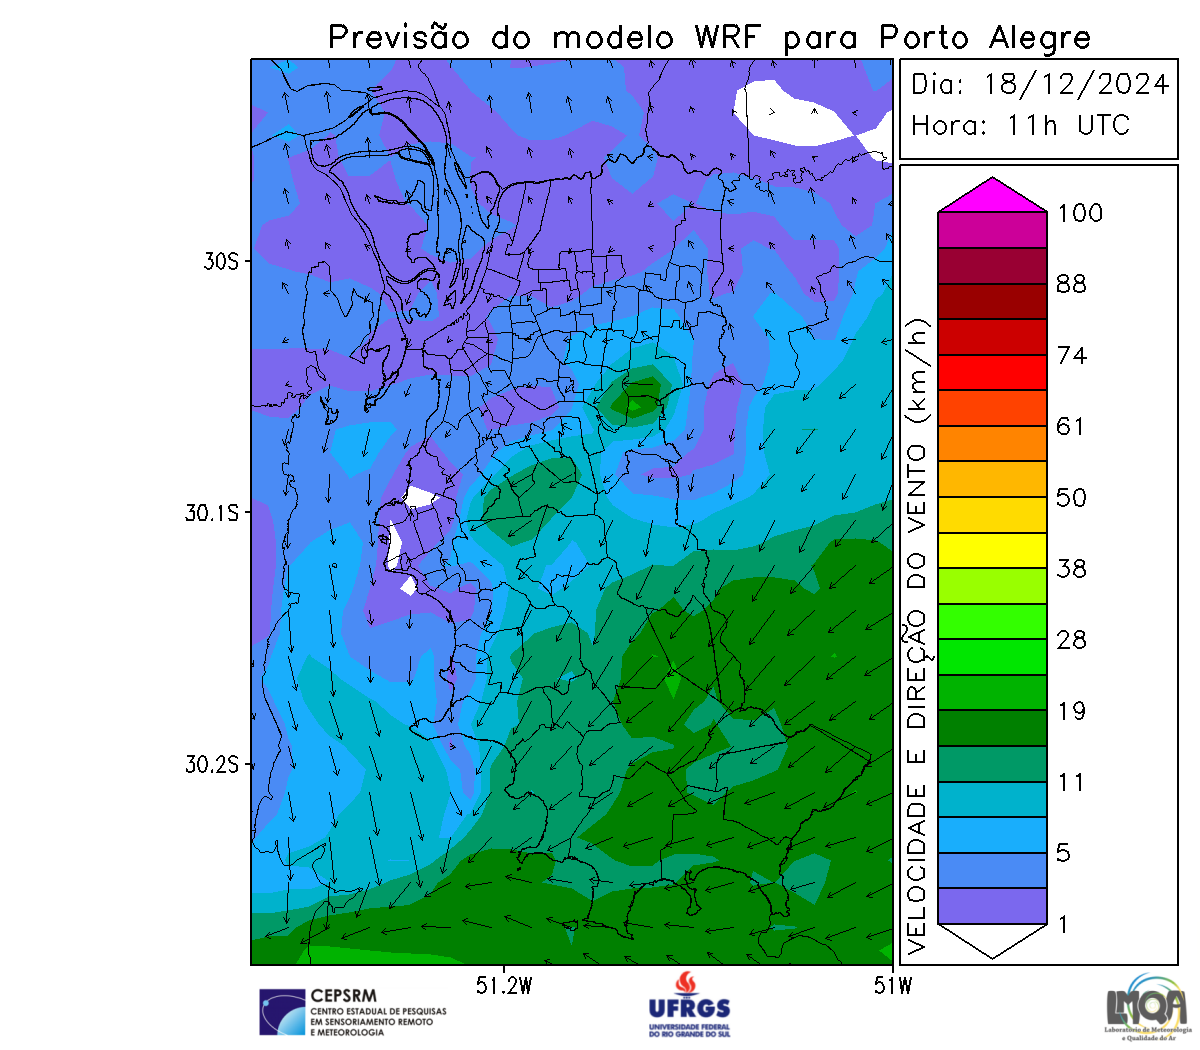 Previsão do modelo WRF para Porto Alegre
Dia: 18/12/2024
Hora: 11h UTC
30S
30.1S
30.2S
51.2W
51W
VELOCIDADE E DIREÇÃO DO VENTO (km/h)
100
88
74
61
50
38
28
19
11
5
1
CEPSRM
CENTRO ESTADUAL DE PESQUISAS
EM SENSORIAMENTO REMOTO
E METEOROLOGIA
UFRGS
UNIVERSIDADE FEDERAL
DO RIO GRANDE DO SUL
LMQA
Laboratório de Meteorologia
e Qualidade do Ar